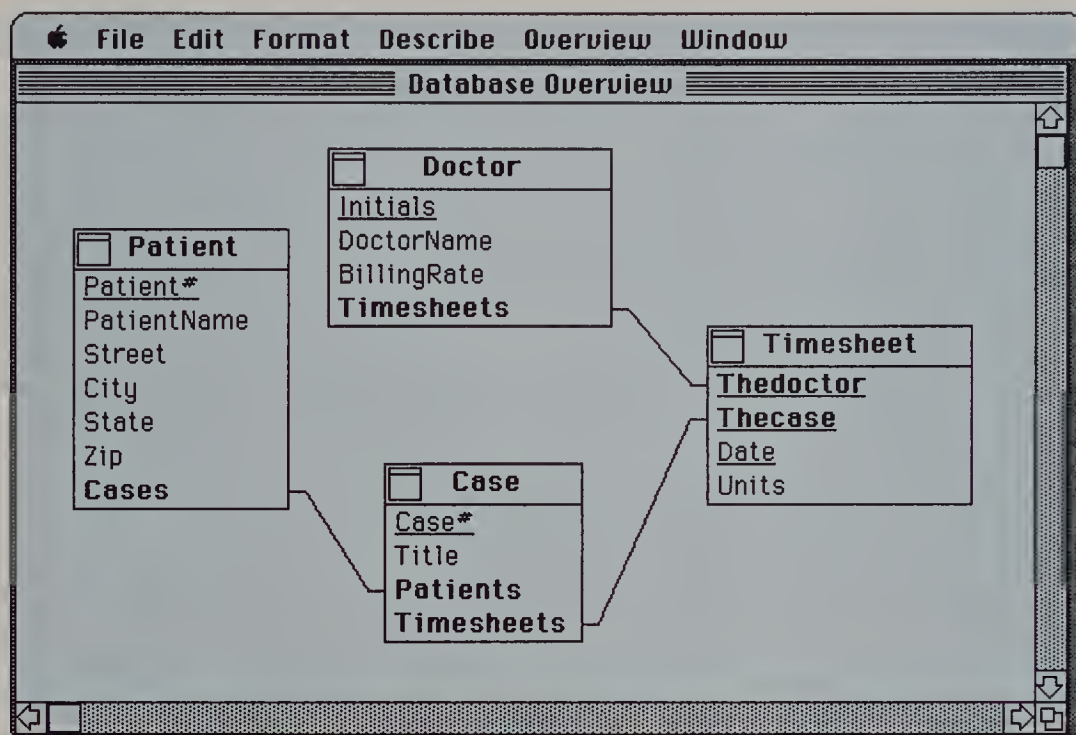 File Edit Format Describe Overview Window
Database Overview
Doctor
Initials
DoctorName
BillingRate
Timesheets
Patient
Patient#
PatientName
Street
City
State
Zip
Cases
Timesheet
Thedoctor
Thecase
Date
Units
Case
Case#
Title
Patients
Timesheets